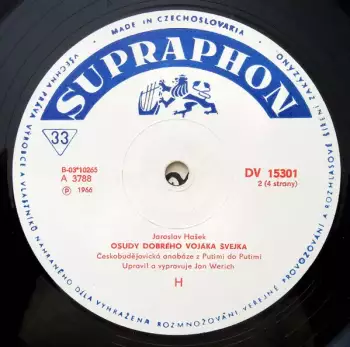 MADE IN CZECHOSLOVAKIA
SUPRAPHON
VŠECHNA PRÁVA VÝROBCE A VLASTNÍKŮ NAHRANÉHO DÍLA VYHRAZENA
ROZMNOŽOVÁNÍ VEŘEJNÉ PROVOZOVÁNÍ A ROZHLASOVÉ ŠÍŘENÍ ZAKÁZÁNO
33
B-03*10265
A 3788
Ⓟ 1966
DV 15301
2 (4 strany)
Jaroslav Hašek
OSUDY DOBRÉHO VOJÁKA ŠVEJKA
Českobudějovická anabáze z Putimi do Putimi
Upravil a vypravuje Jan Werich
H